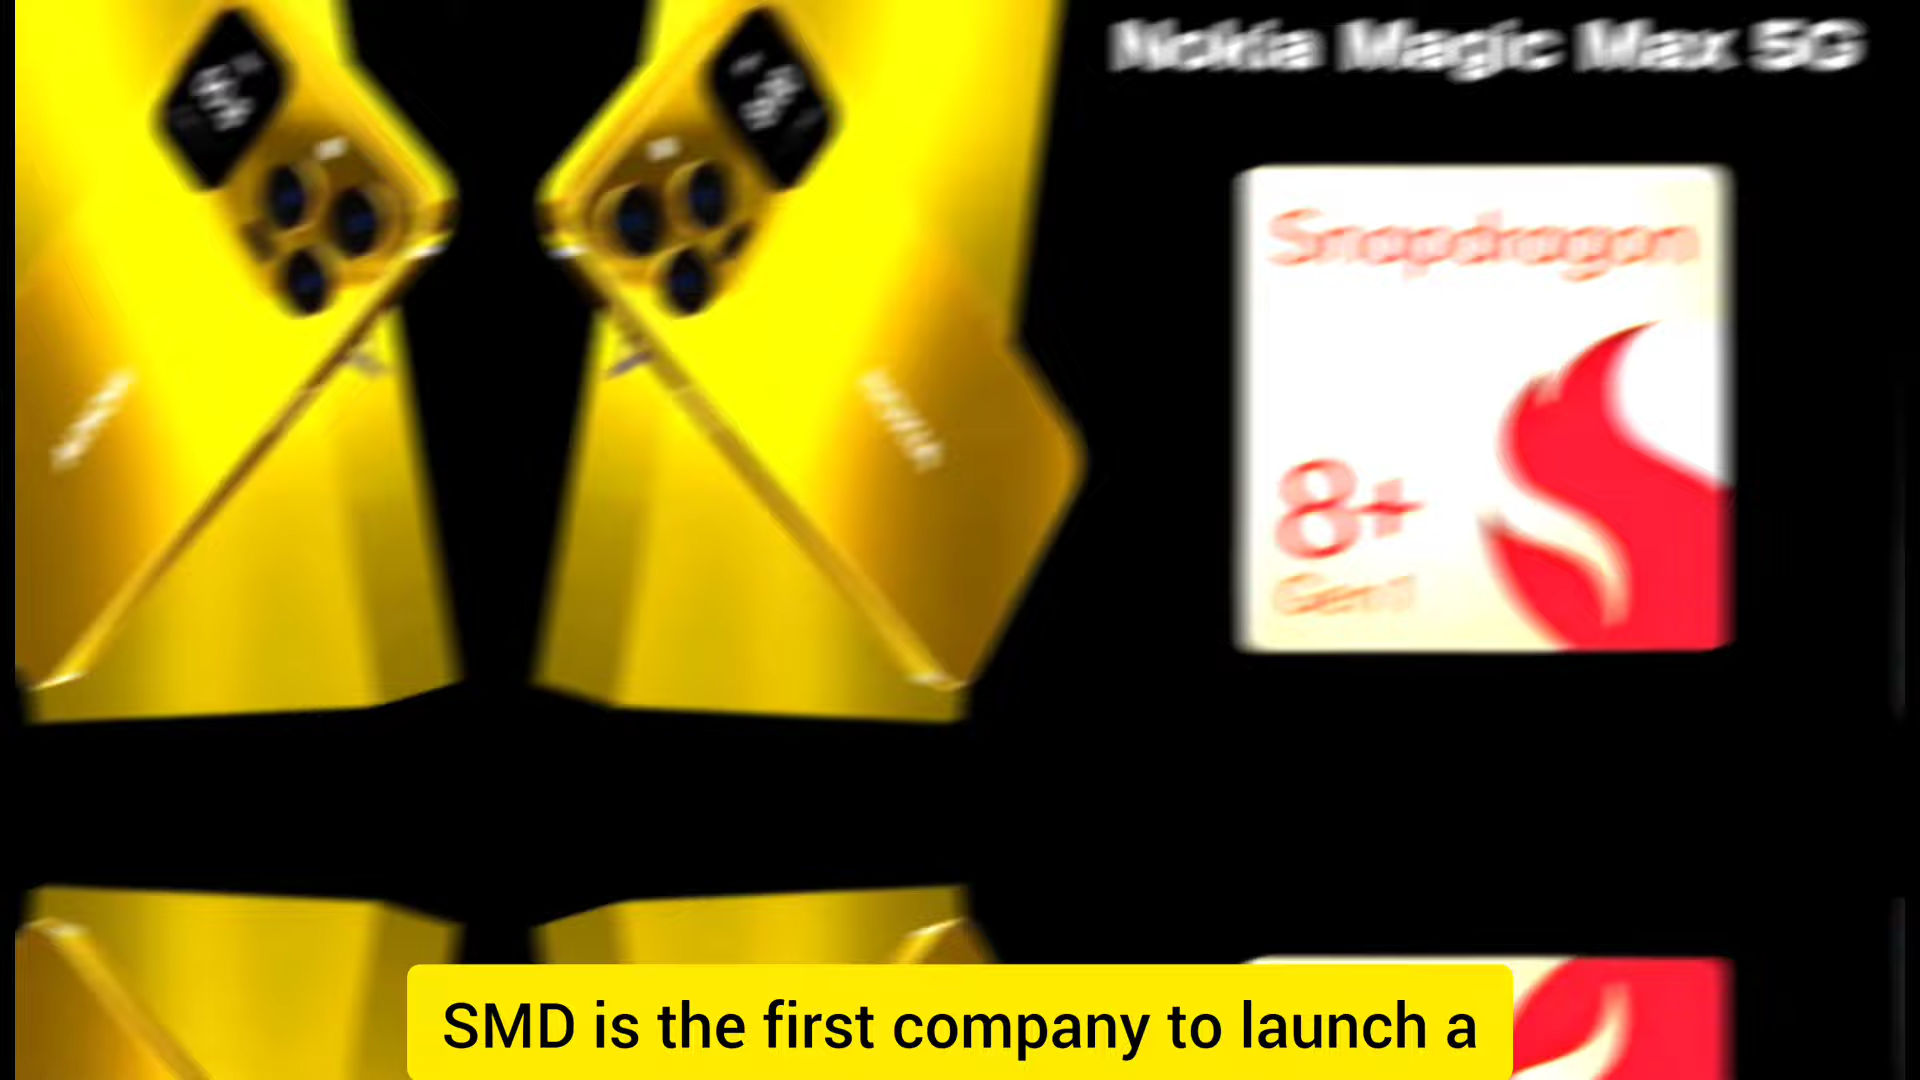 Nokia Magic Max 5G
Snapdragon
8+
Gen 1
SMD is the first company to launch a